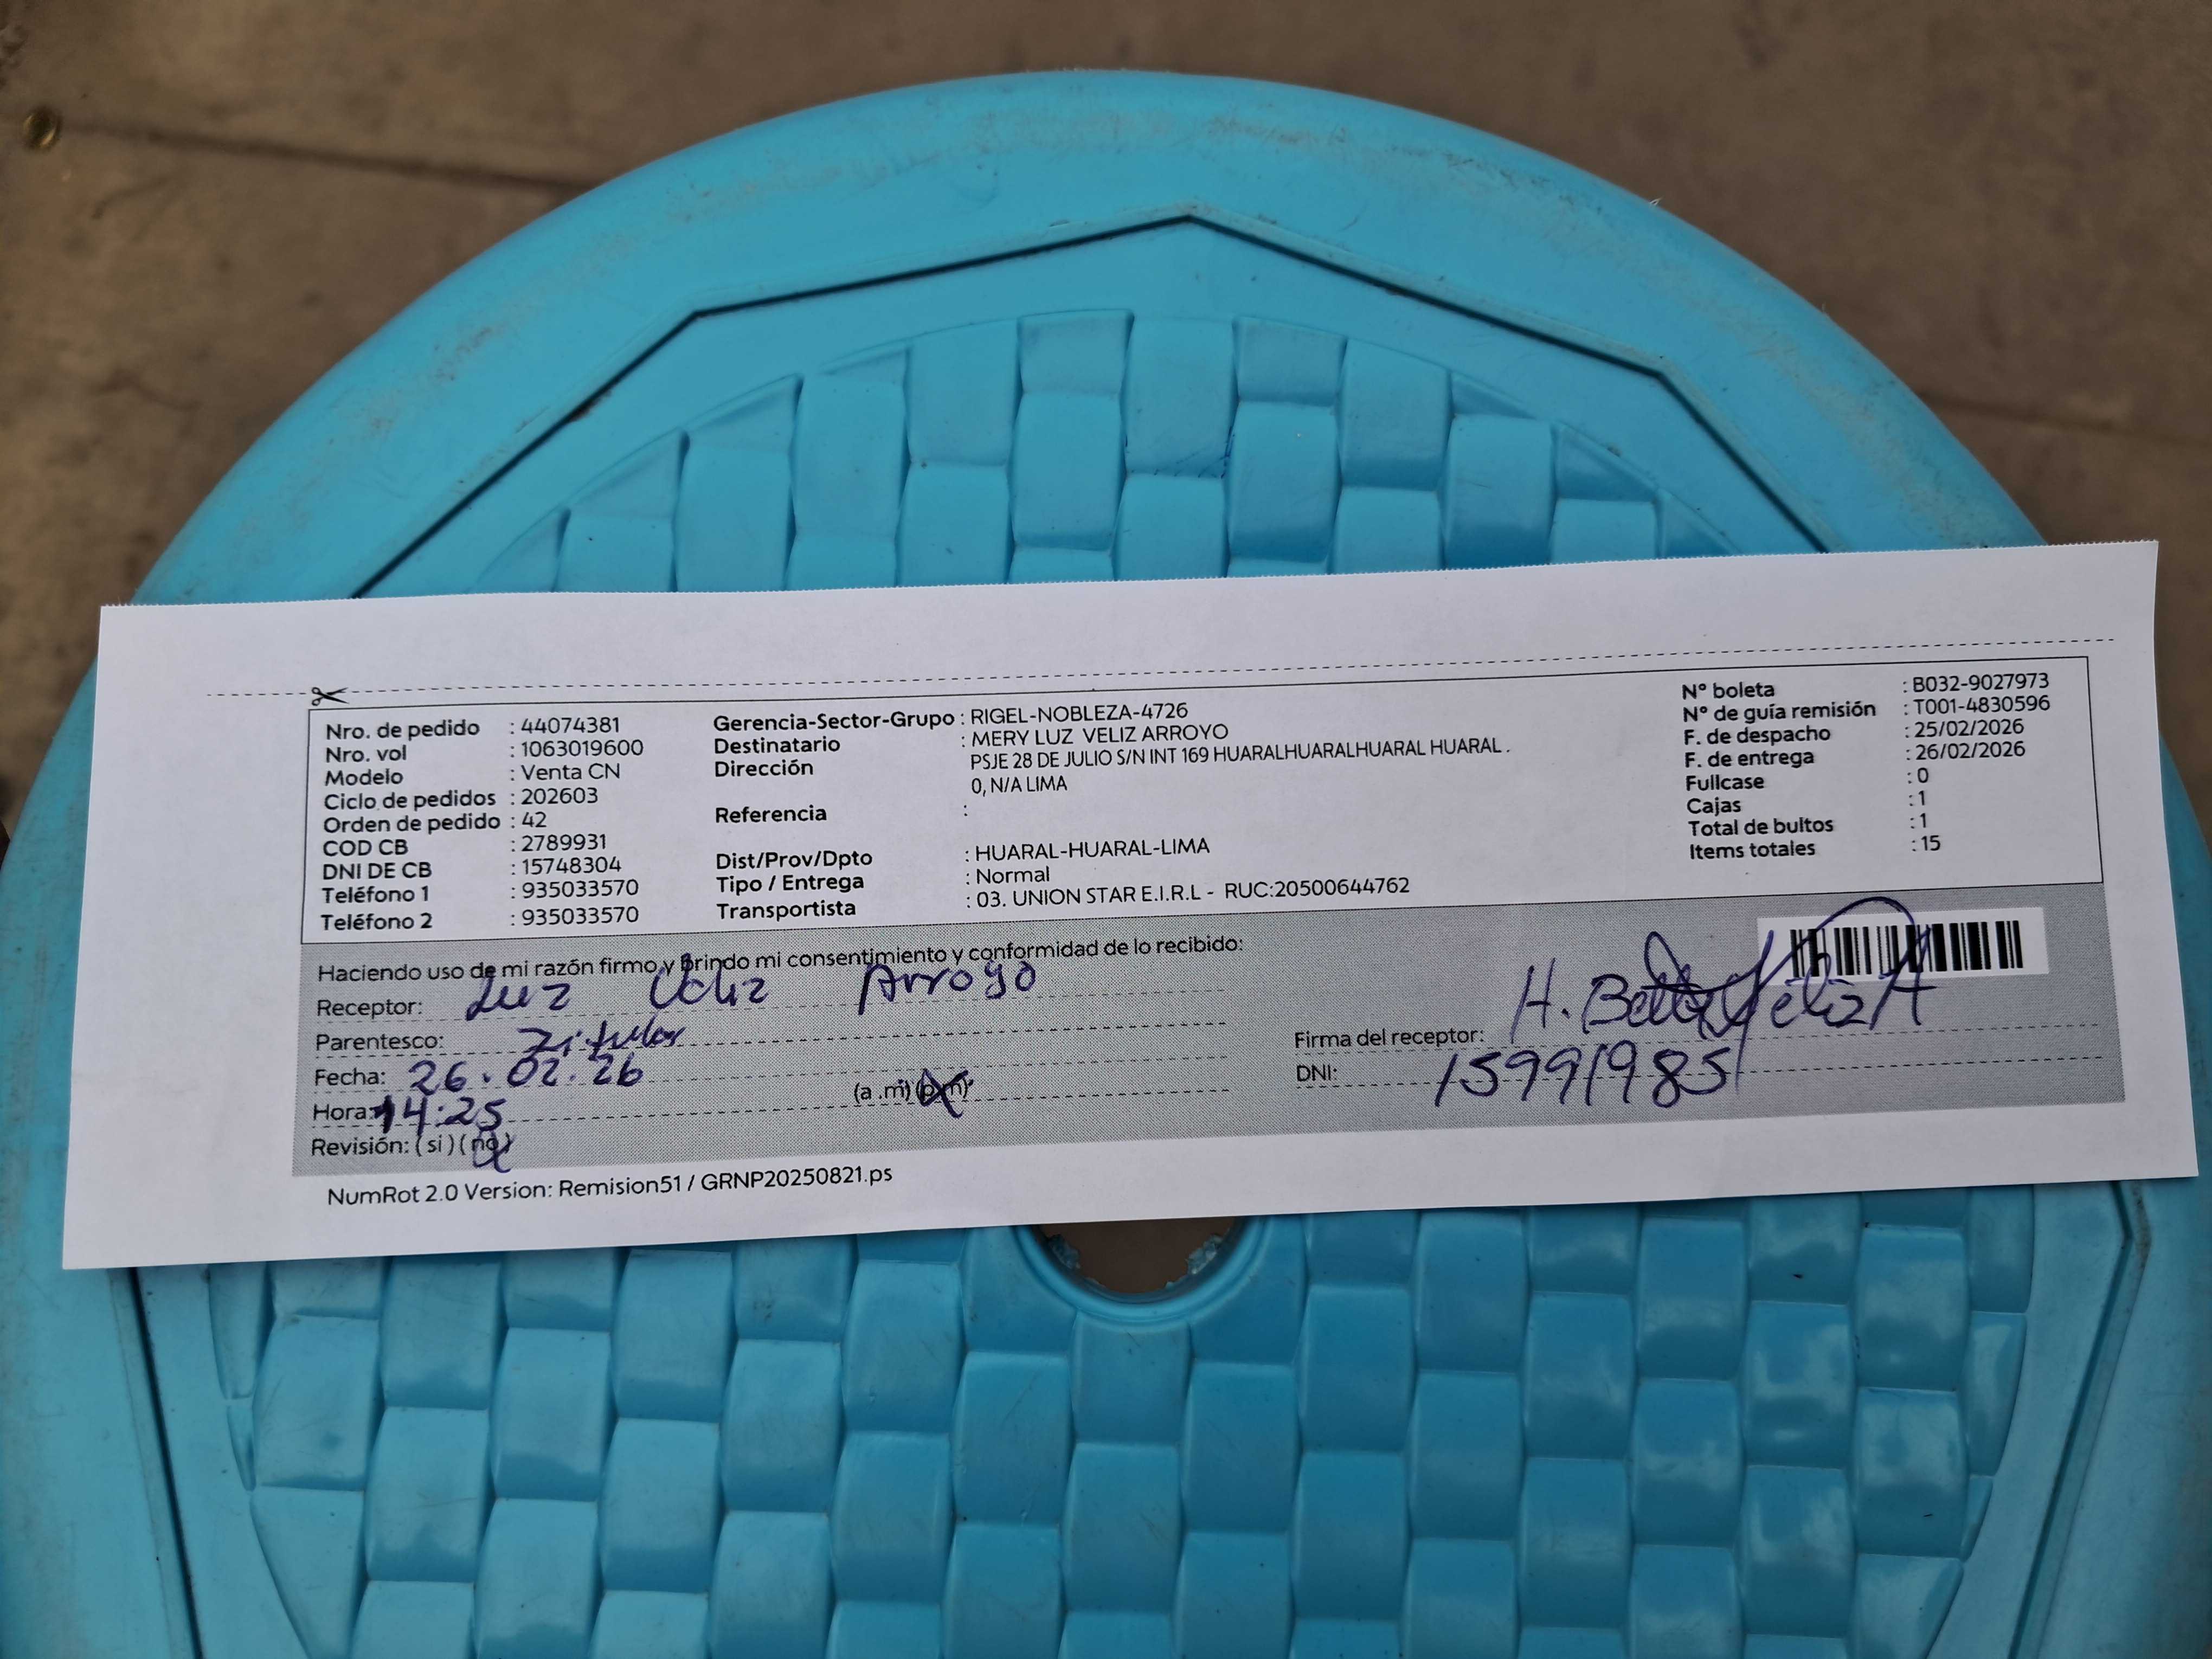 Nro. de pedido : 44074381
Nro. vol : 1063019600
Modelo : Venta CN
Ciclo de pedidos : 202603
Orden de pedido : 42
COD CB : 2789931
DNI DE CB : 15748304
Teléfono 1 : 935033570
Teléfono 2 : 935033570
Gerencia-Sector-Grupo : RIGEL-NOBLEZA-4726
Destinatario : MERY LUZ VELIZ ARROYO
Dirección PSJE 28 DE JULIO S/N INT 169 HUARALHUARALHUARAL HUARAL .
0, N/A LIMA
Referencia :
Dist/Prov/Dpto : HUARAL-HUARAL-LIMA
Tipo / Entrega : Normal
Transportista : 03. UNION STAR E.I.R.L - RUC:20500644762
N° boleta : B032-9027973
N° de guía remisión : T001-4830596
F. de despacho : 25/02/2026
F. de entrega : 26/02/2026
Fullcase : 0
Cajas : 1
Total de bultos : 1
Items totales : 15
Haciendo uso de mi razón firmo y brindo mi consentimiento y conformidad de lo recibido:
Receptor: Luz Veliz Arroyo
Parentesco: Titular
Fecha: 26.02.26
Hora: 14:25 (a .m) (p.m)
Revisión: ( si ) ( no )
Firma del receptor: H. Veliz A
DNI: 15991985
NumRot 2.0 Version: Remision51 / GRNP20250821.ps